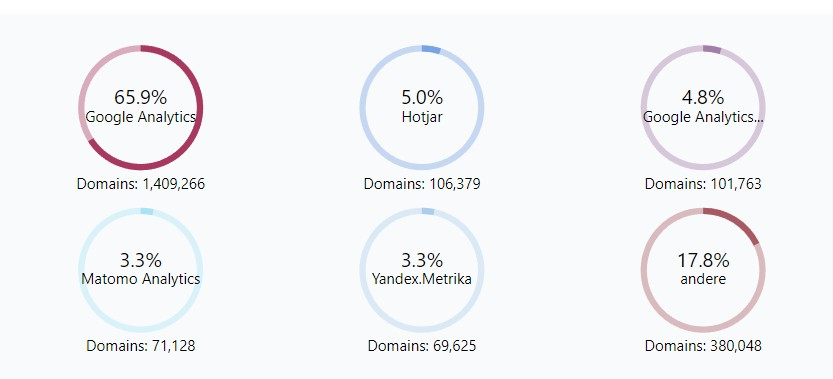 65.9%
Google Analytics
Domains: 1,409,266
5.0%
Hotjar
Domains: 106,379
4.8%
Google Analytics...
Domains: 101,763
3.3%
Matomo Analytics
Domains: 71,128
3.3%
Yandex.Metrika
Domains: 69,625
17.8%
andere
Domains: 380,048